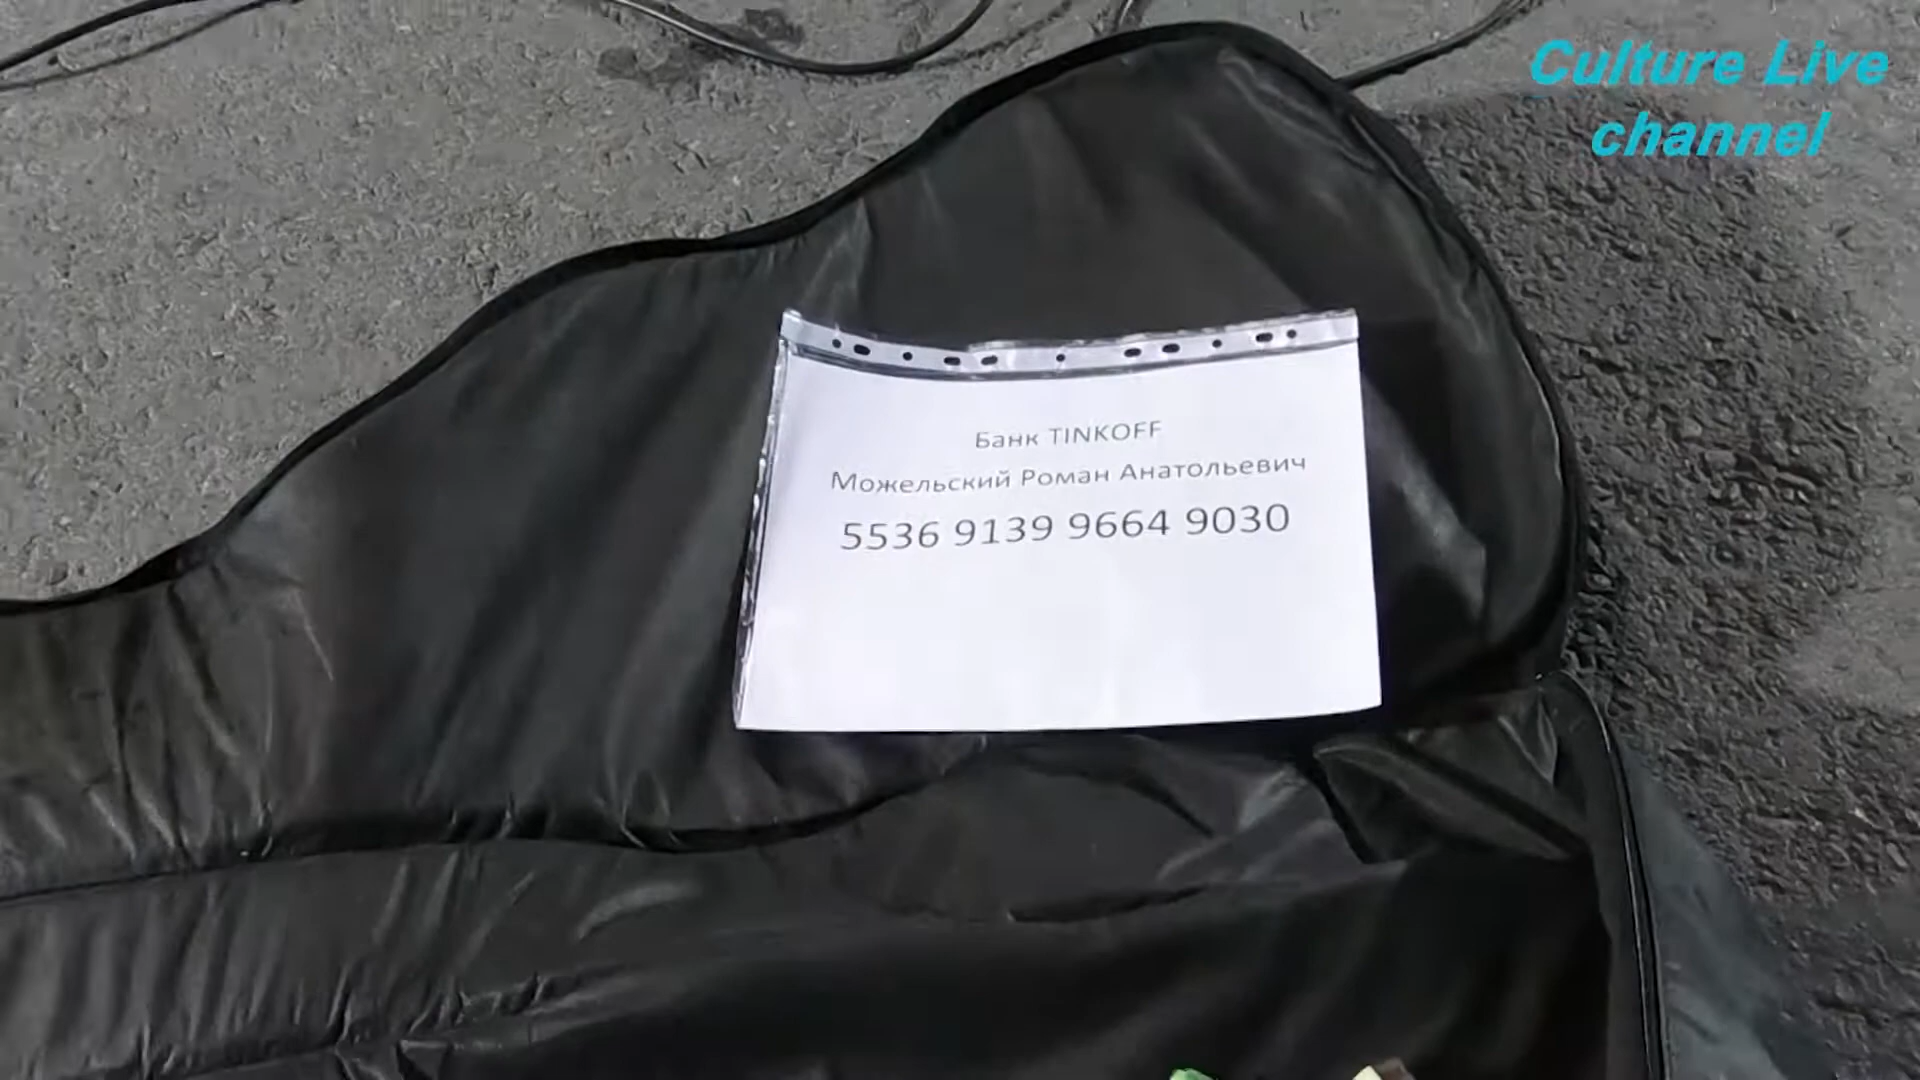 Culture Live
channel
Банк TINKOFF
Можельский Роман Анатольевич
5536 9139 9664 9030